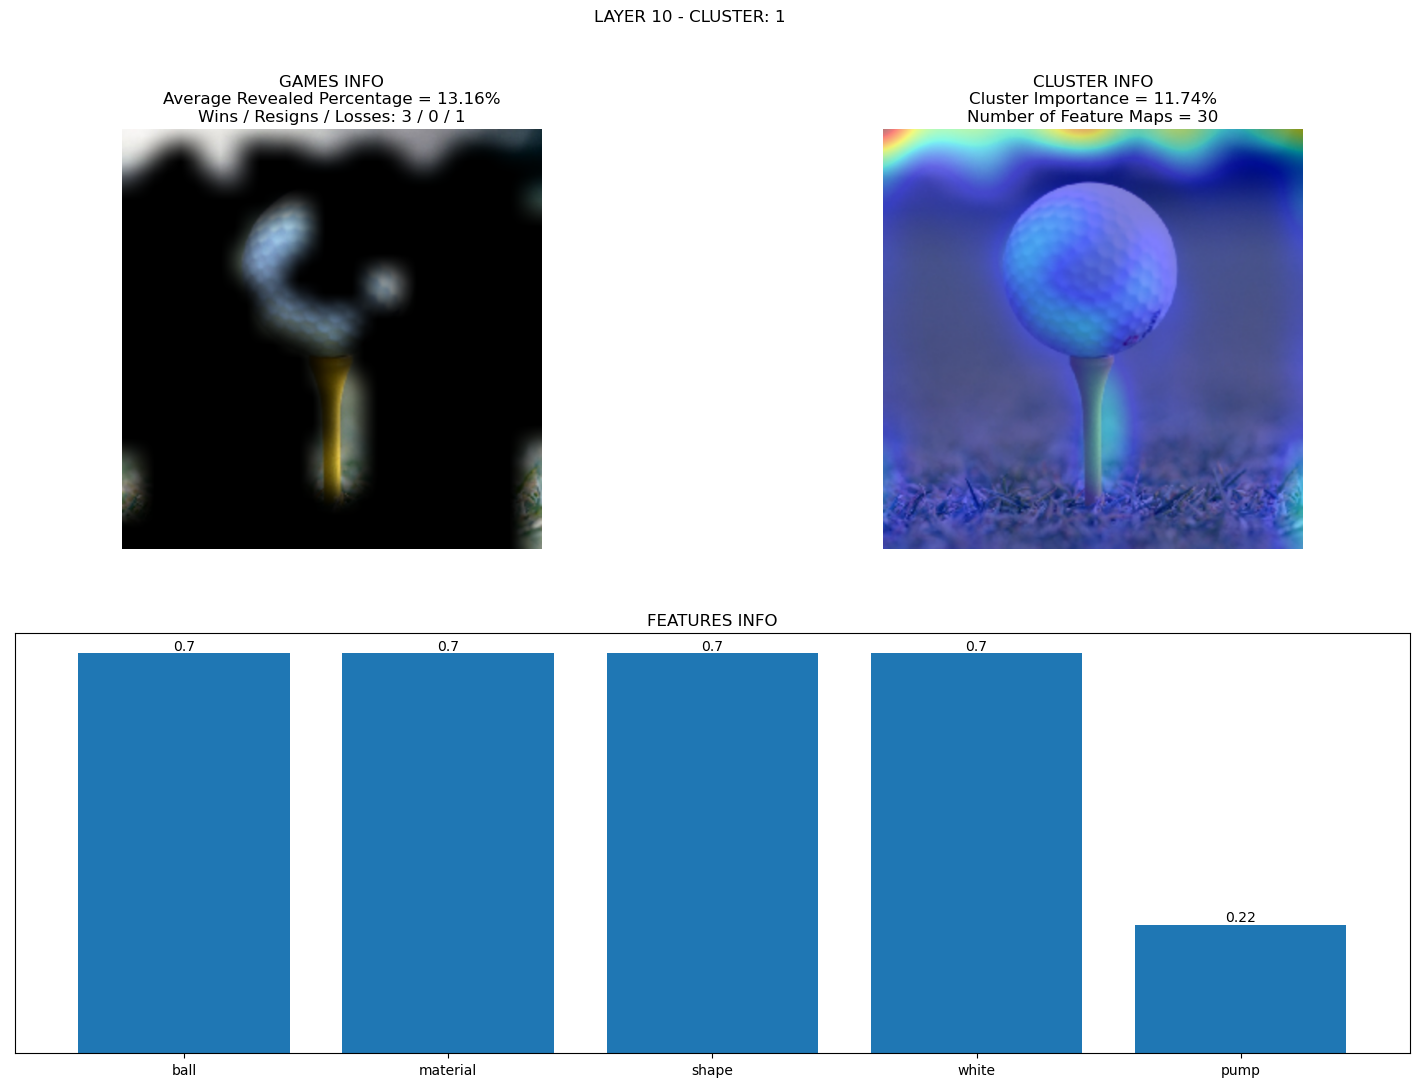 LAYER 10 - CLUSTER: 1
GAMES INFO
Average Revealed Percentage = 13.16%
Wins / Resigns / Losses: 3 / 0 / 1
CLUSTER INFO
Cluster Importance = 11.74%
Number of Feature Maps = 30
FEATURES INFO
0.7
0.7
0.7
0.7
0.22
ball
material
shape
white
pump